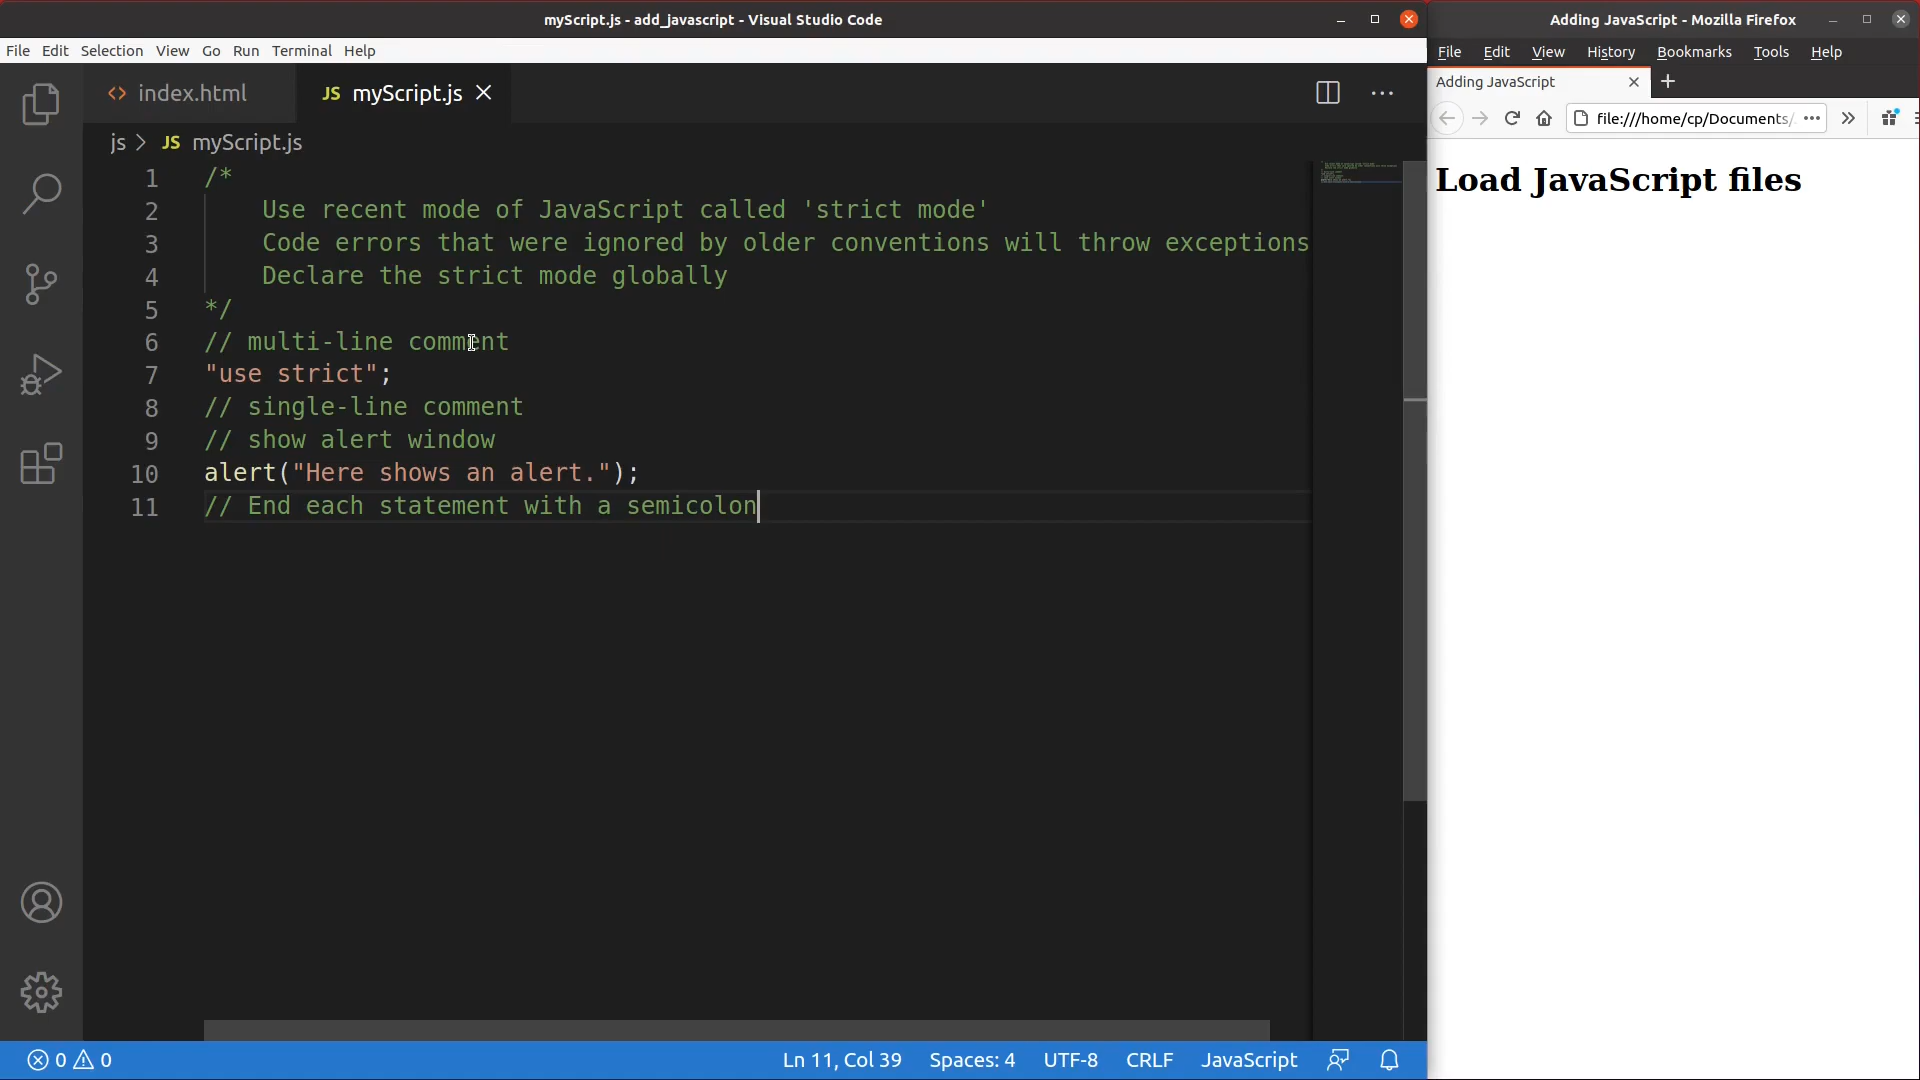 myScript.js - add_javascript - Visual Studio Code
File Edit Selection View Go Run Terminal Help
index.html
JS myScript.js
js > JS myScript.js
1 /*
2 Use recent mode of JavaScript called 'strict mode'
3 Code errors that were ignored by older conventions will throw exceptions
4 Declare the strict mode globally
5 */
6 // multi-line comment
7 "use strict";
8 // single-line comment
9 // show alert window
10 alert("Here shows an alert.");
11 // End each statement with a semicolon
0 0 Ln 11, Col 39 Spaces: 4 UTF-8 CRLF JavaScript
Adding JavaScript - Mozilla Firefox
File Edit View History Bookmarks Tools Help
Adding JavaScript
file:///home/cp/Documents/
Load JavaScript files